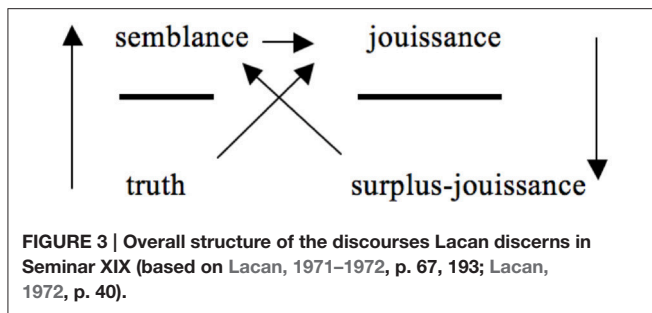 semblance jouissance
truth surplus-jouissance
FIGURE 3 | Overall structure of the discourses Lacan discerns in
Seminar XIX (based on Lacan, 1971–1972, p. 67, 193; Lacan,
1972, p. 40).